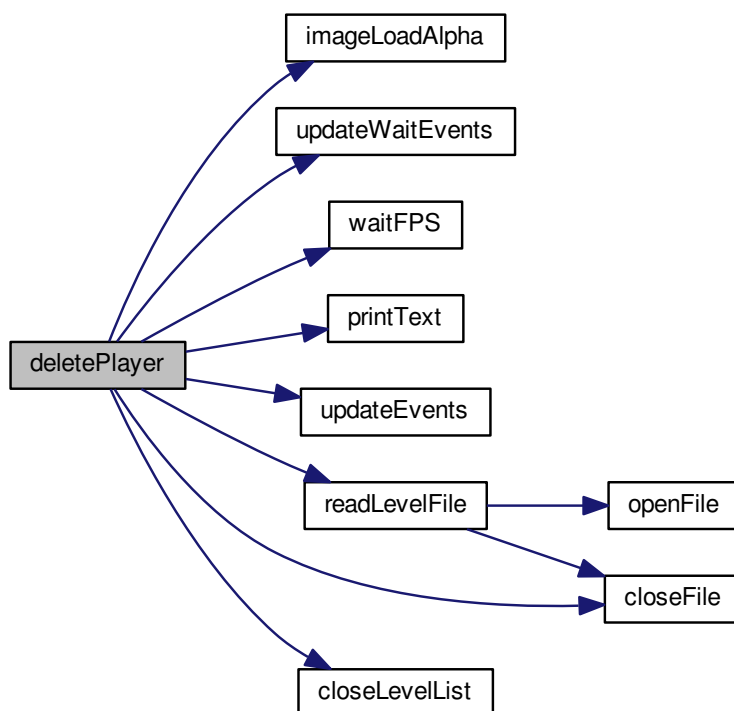 imageLoadAlpha
updateWaitEvents
waitFPS
printText
deletePlayer
updateEvents
readLevelFile
openFile
closeFile
closeLevelList